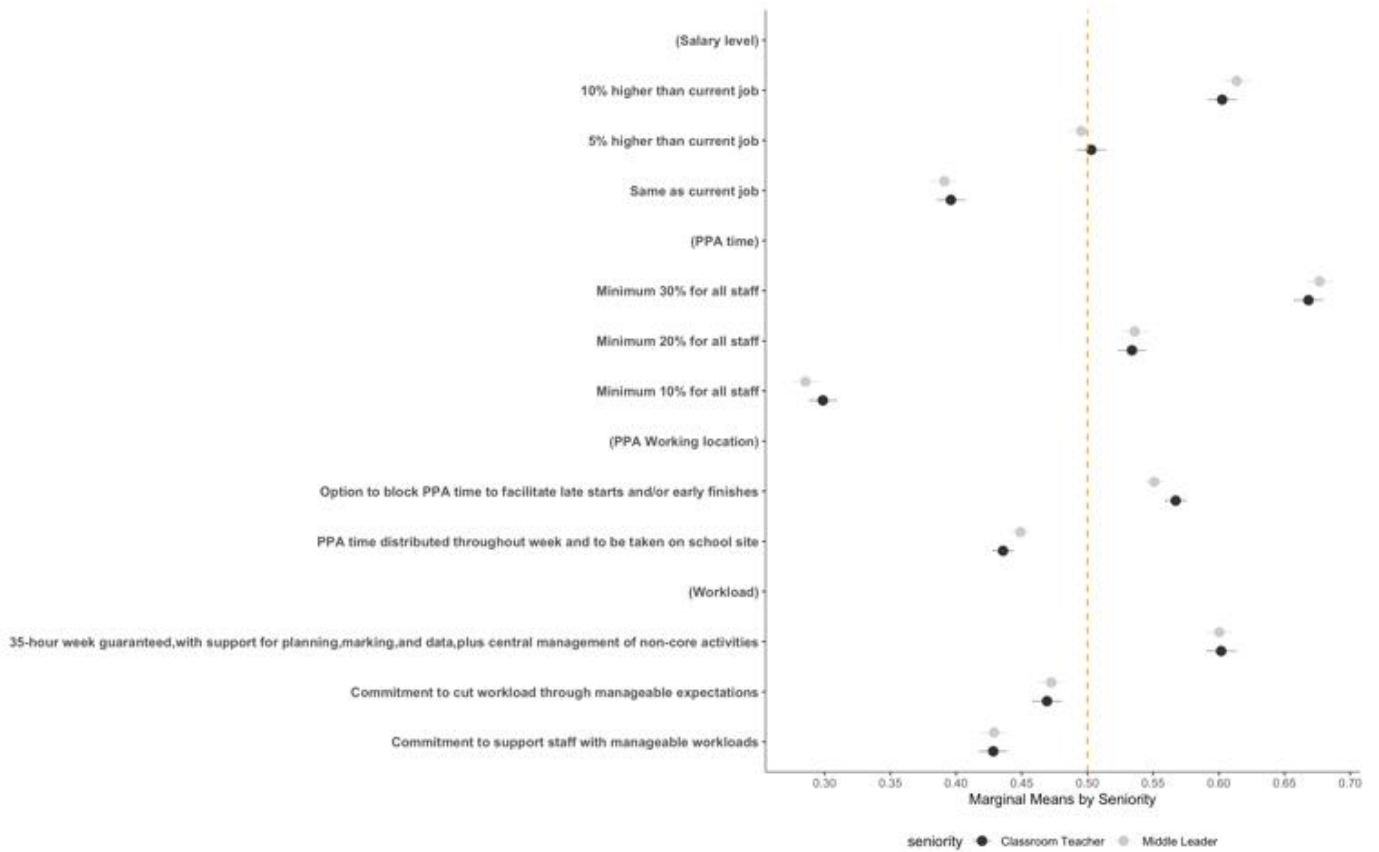 (Salary level)
10% higher than current job
5% higher than current job
Same as current job
(PPA time)
Minimum 30% for all staff
Minimum 20% for all staff
Minimum 10% for all staff
(PPA Working location)
Option to block PPA time to facilitate late starts and/or early finishes
PPA time distributed throughout week and to be taken on school site
(Workload)
35-hour week guaranteed,with support for planning,marking,and data,plus central management of non-core activities
Commitment to cut workload through manageable expectations
Commitment to support staff with manageable workloads
0.30 0.35 0.40 0.45 0.50 0.55 0.60 0.65 0.70
Marginal Means by Seniority
seniority Classroom Teacher Middle Leader